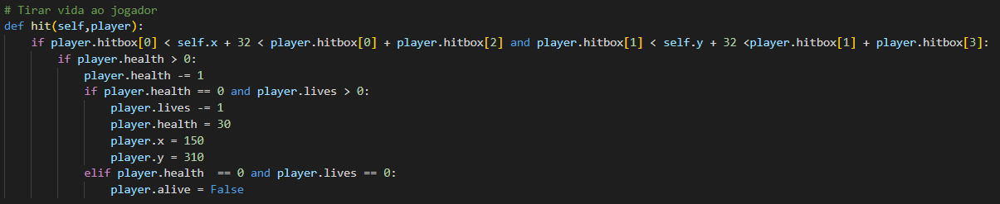 # Tirar vida ao jogador
def hit(self,player):
    if player.hitbox[0] < self.x + 32 < player.hitbox[0] + player.hitbox[2] and player.hitbox[1] < self.y + 32 <player.hitbox[1] + player.hitbox[3]:
        if player.health > 0:
            player.health -= 1
            if player.health == 0 and player.lives > 0:
                player.lives -= 1
                player.health = 30
                player.x = 150
                player.y = 310
            elif player.health  == 0 and player.lives == 0:
                player.alive = False